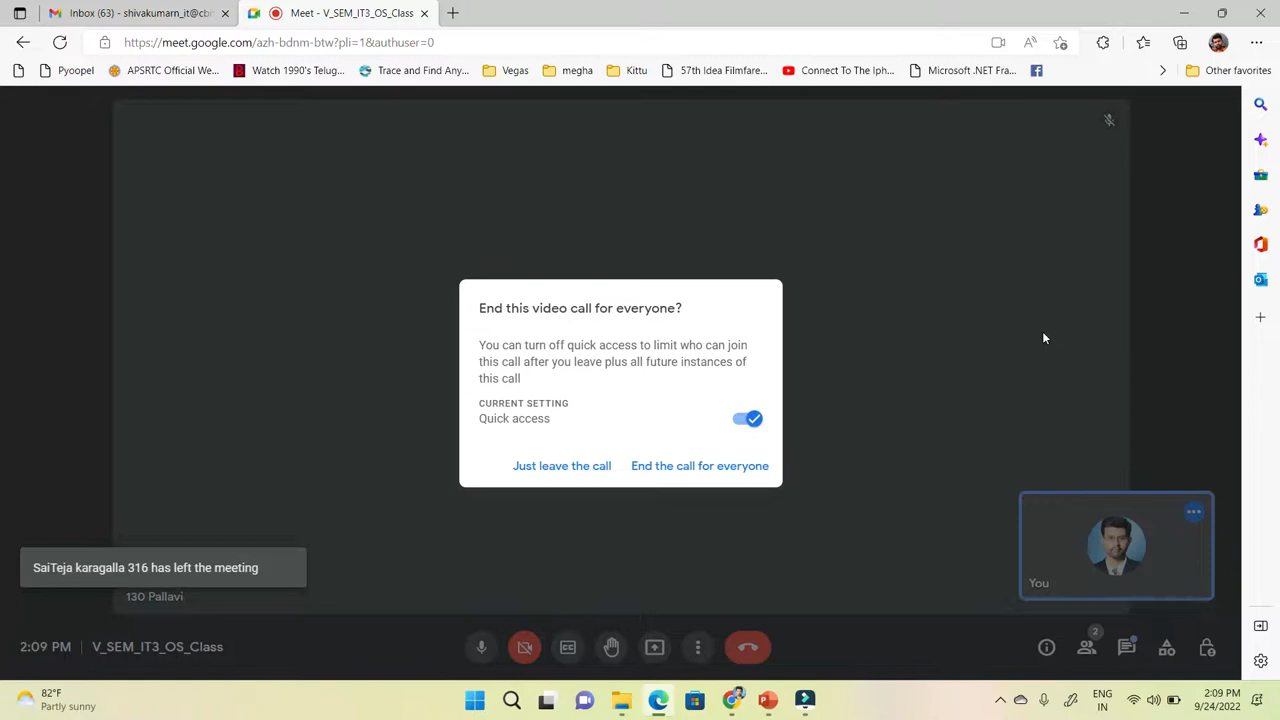 Inbox (63) - shivakumarn_it@cbi
Meet - V_SEM_IT3_OS_Class
https://meet.google.com/azh-bdnm-btw?pli=1&authuser=0
Pyoopa
APSRTC Official We...
Watch 1990's Telug...
Trace and Find Any...
Vegis
megha
Kittu
57th Idea Filmfare...
Connect To The Iph...
Microsoft .NET Fra...
Other favorites
End this video call for everyone?
You can turn off quick access to limit who can join
this call after you leave plus all future instances of
this call
CURRENT SETTING
Quick access
Just leave the call
End the call for everyone
SaiTeja karagalla 316 has left the meeting
You
130 Pallavi
2:09 PM | V_SEM_IT3_OS_Class
CC
2
82°F
Partly sunny
ENG
IN
2:09 PM
9/24/2022